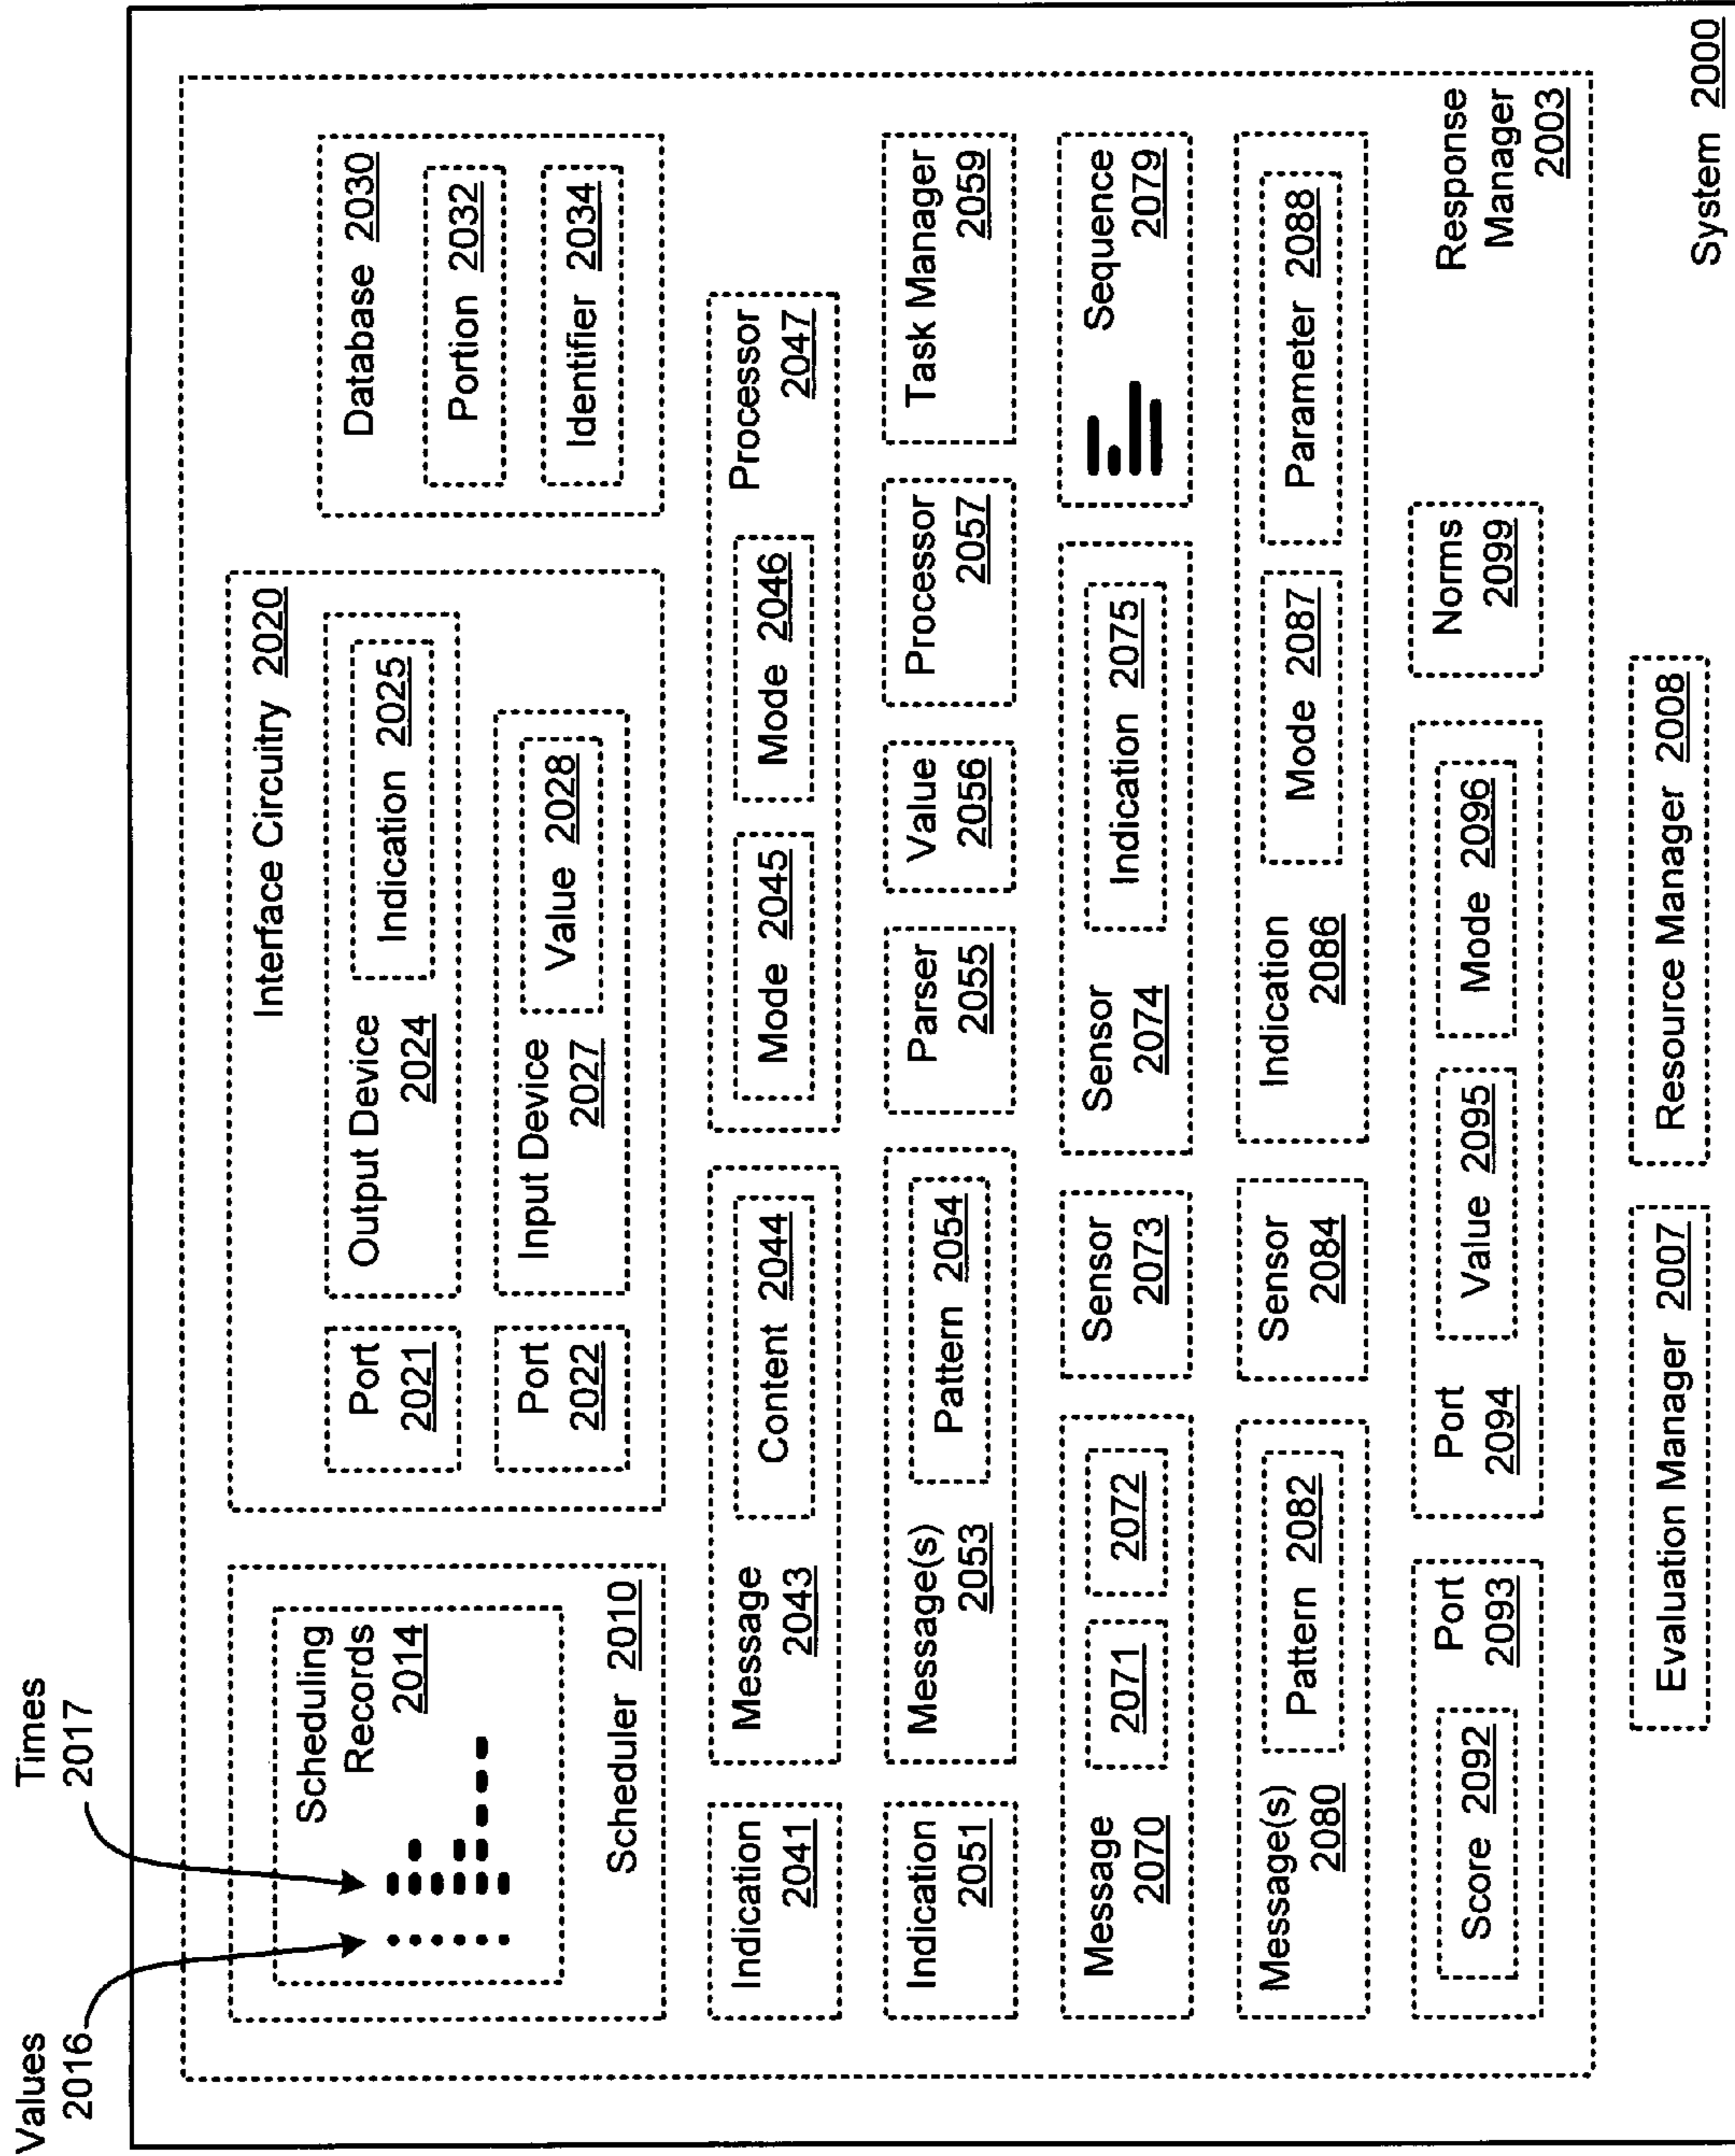 Values
2016
Times
2017
Scheduling
Records
2014
Scheduler 2010
Interface Circuitry 2020
Port
2021
Output Device
2024
Indication 2025
Port
2022
Input Device
2027
Value 2028
Database 2030
Portion 2032
Identifier 2034
Indication
2041
Message
2043
Content 2044
Mode 2045
Mode 2046
Processor
2047
Indication
2051
Message(s)
2053
Pattern 2054
Parser
2055
Value
2056
Processor
2057
Task Manager
2059
Message
2070
2071
2072
Sensor
2073
Sensor
2074
Indication 2075
Sequence
2079
Message(s)
2080
Pattern 2082
Sensor
2084
Indication
2086
Mode 2087
Parameter 2088
Score 2092
Port
2093
Port
2094
Value 2095
Mode 2096
Norms
2099
Response
Manager
2003
Evaluation Manager 2007
Resource Manager 2008
System 2000